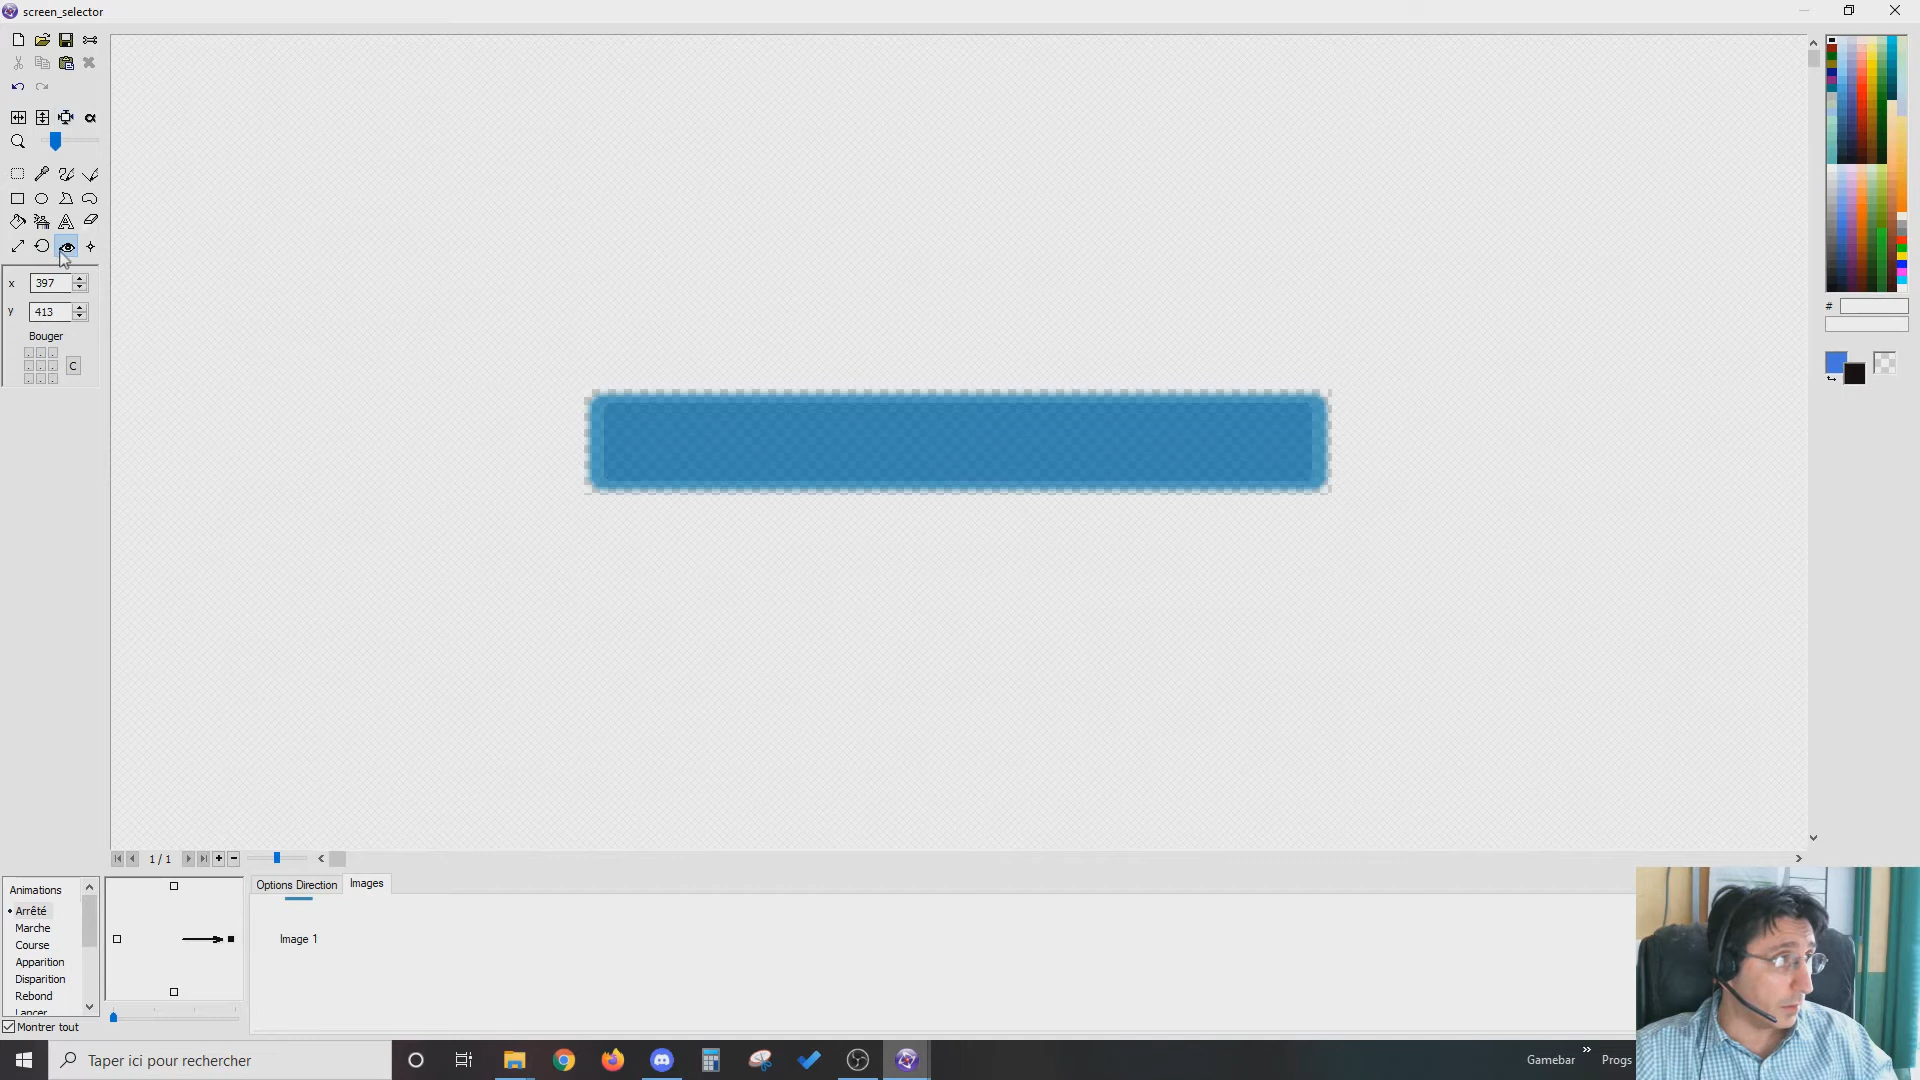 screen_selector
α
x 397
y 413
Bouger
C
#
1 / 1
Animations
Arrêté
Marche
Course
Apparition
Disparition
Rebond
Lancer
Montrer tout
Options Direction Images
Image 1
Taper ici pour rechercher
Gamebar » Progs